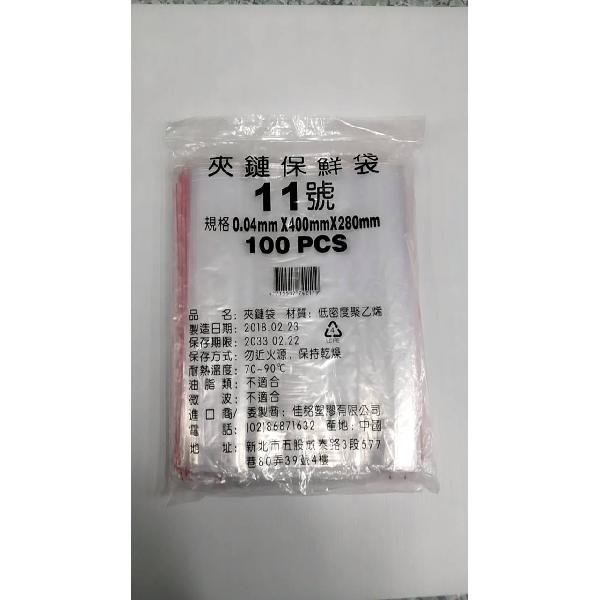 夾鏈保鮮袋
11號
規格 0.04mm X400mmX280mm
100 PCS
品 名: 夾鏈袋 材質: 低密度聚乙烯
製造日期: 2018.02.23
保存期限: 2033.02.22
保存方式: 勿近火源, 保持乾燥
耐熱溫度: 70~90℃
油脂類: 不適合
微 波: 不適合
進口商/委製商: 佳銘塑膠有限公司
電 話: (02)86871632 產地: 中國
地 址: 新北市五股區泰路3段577
巷80弄39號4樓
4
LDPE